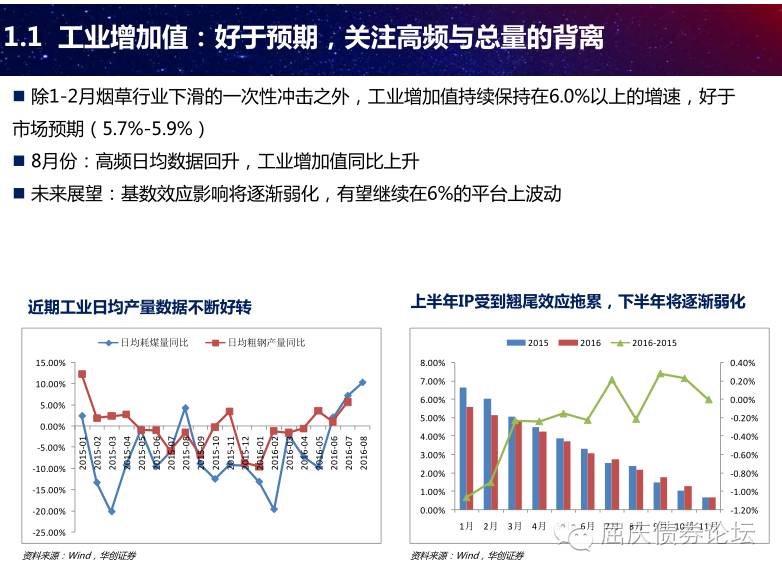 1.1 工业增加值：好于预期，关注高频与总量的背离
■ 除1-2月烟草行业下滑的一次性冲击之外，工业增加值持续保持在6.0%以上的增速，好于
市场预期（5.7%-5.9%）
■ 8月份：高频日均数据回升，工业增加值同比上升
■ 未来展望：基数效应影响将逐渐弱化，有望继续在6%的平台上波动
近期工业日均产量数据不断好转
日均耗煤量同比 日均粗钢产量同比
15.00%
10.00%
5.00%
0.00%
-5.00%
-10.00%
-15.00%
-20.00%
-25.00%
2015-01 2015-02 2015-03 2015-04 2015-05 2015-06 2015-07 2015-08 2015-09 2015-10 2015-11 2015-12 2016-01 2016-02 2016-03 2016-04 2016-05 2016-06 2016-07 2016-08
资料来源：Wind，华创证券
上半年IP受到翘尾效应拖累，下半年将逐渐弱化
2015 2016 2016-2015
8.00%
7.00%
6.00%
5.00%
4.00%
3.00%
2.00%
1.00%
0.00%
0.40%
0.20%
0.00%
-0.20%
-0.40%
-0.60%
-0.80%
-1.00%
-1.20%
1月 2月 3月 4月 6月 7月 8月 9月 10月 11月
资料来源：Wind，华创证券
屈庆债券论坛